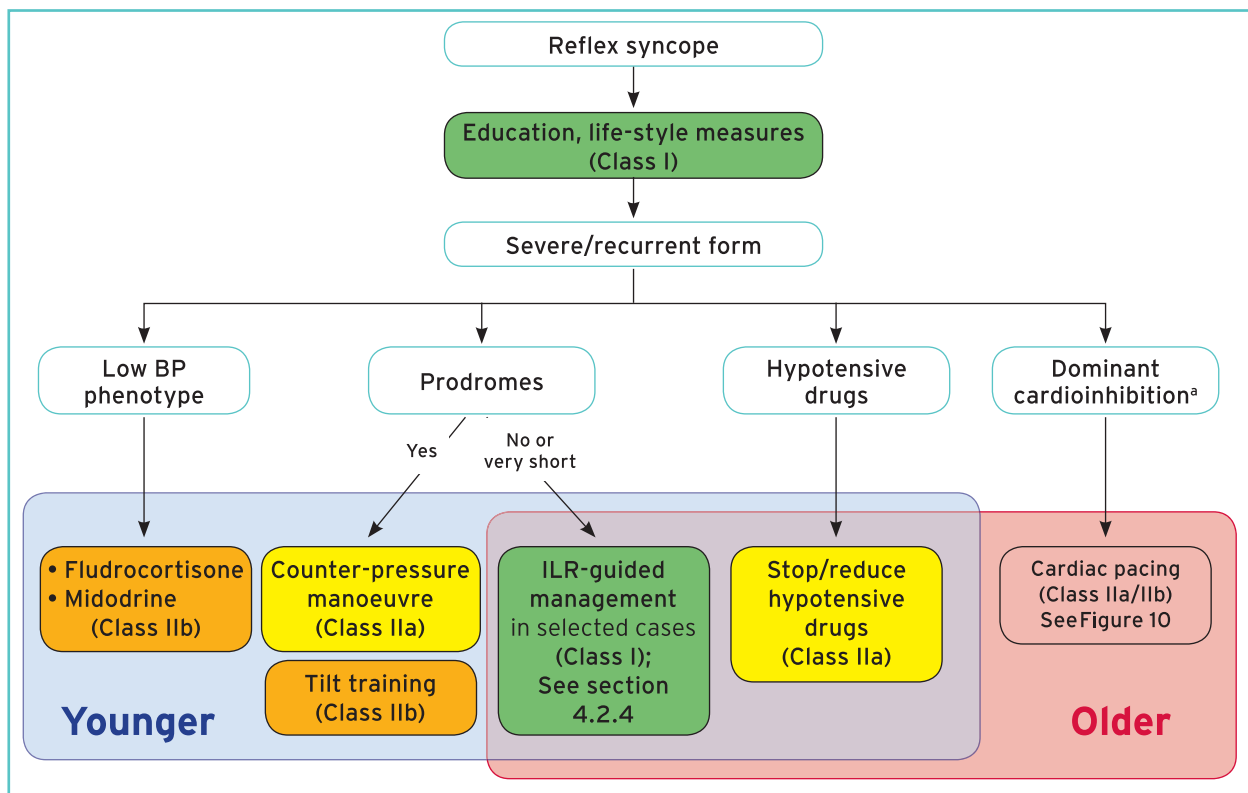 Reflex syncope
Education, life-style measures
(Class I)
Severe/recurrent form
Low BP
phenotype
Prodromes
Hypotensive
drugs
Dominant
cardioinhibitionª
Yes
No or
very short
• Fludrocortisone
• Midodrine
(Class IIb)
Counter-pressure
manoeuvre
(Class IIa)
Tilt training
(Class IIb)
ILR-guided
management
in selected cases
(Class I);
See section
4.2.4
Stop/reduce
hypotensive
drugs
(Class IIa)
Cardiac pacing
(Class IIa/IIb)
See Figure 10
Younger
Older